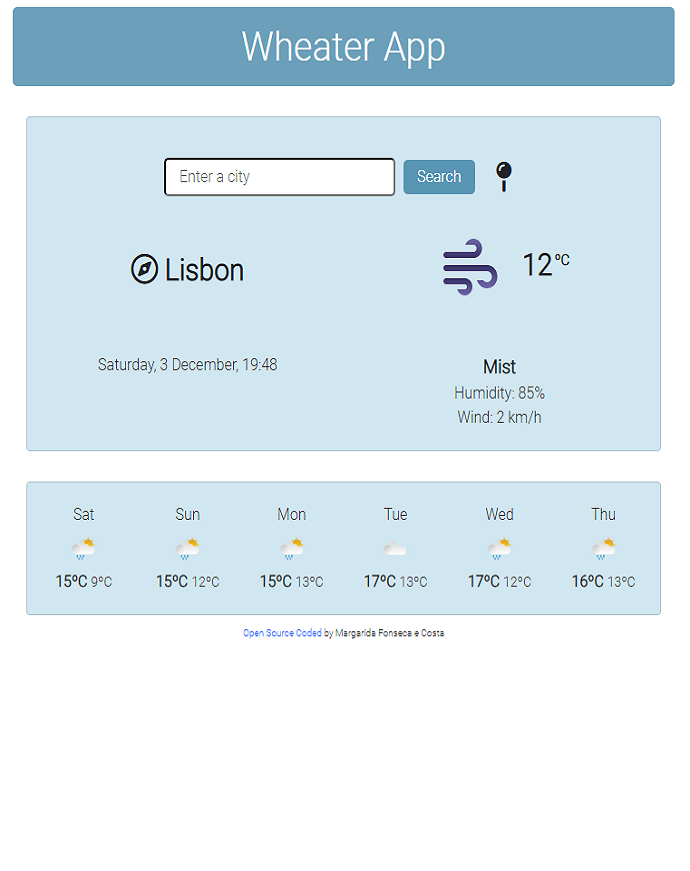 Wheater App
Enter a city
Search
Lisbon
12ºC
Saturday, 3 December, 19:48
Mist
Humidity: 85%
Wind: 2 km/h
Sat Sun Mon Tue Wed Thu
15ºC 9ºC 15ºC 12ºC 15ºC 13ºC 17ºC 13ºC 17ºC 12ºC 16ºC 13ºC
Open Source Coded by Margarida Fonseca e Costa